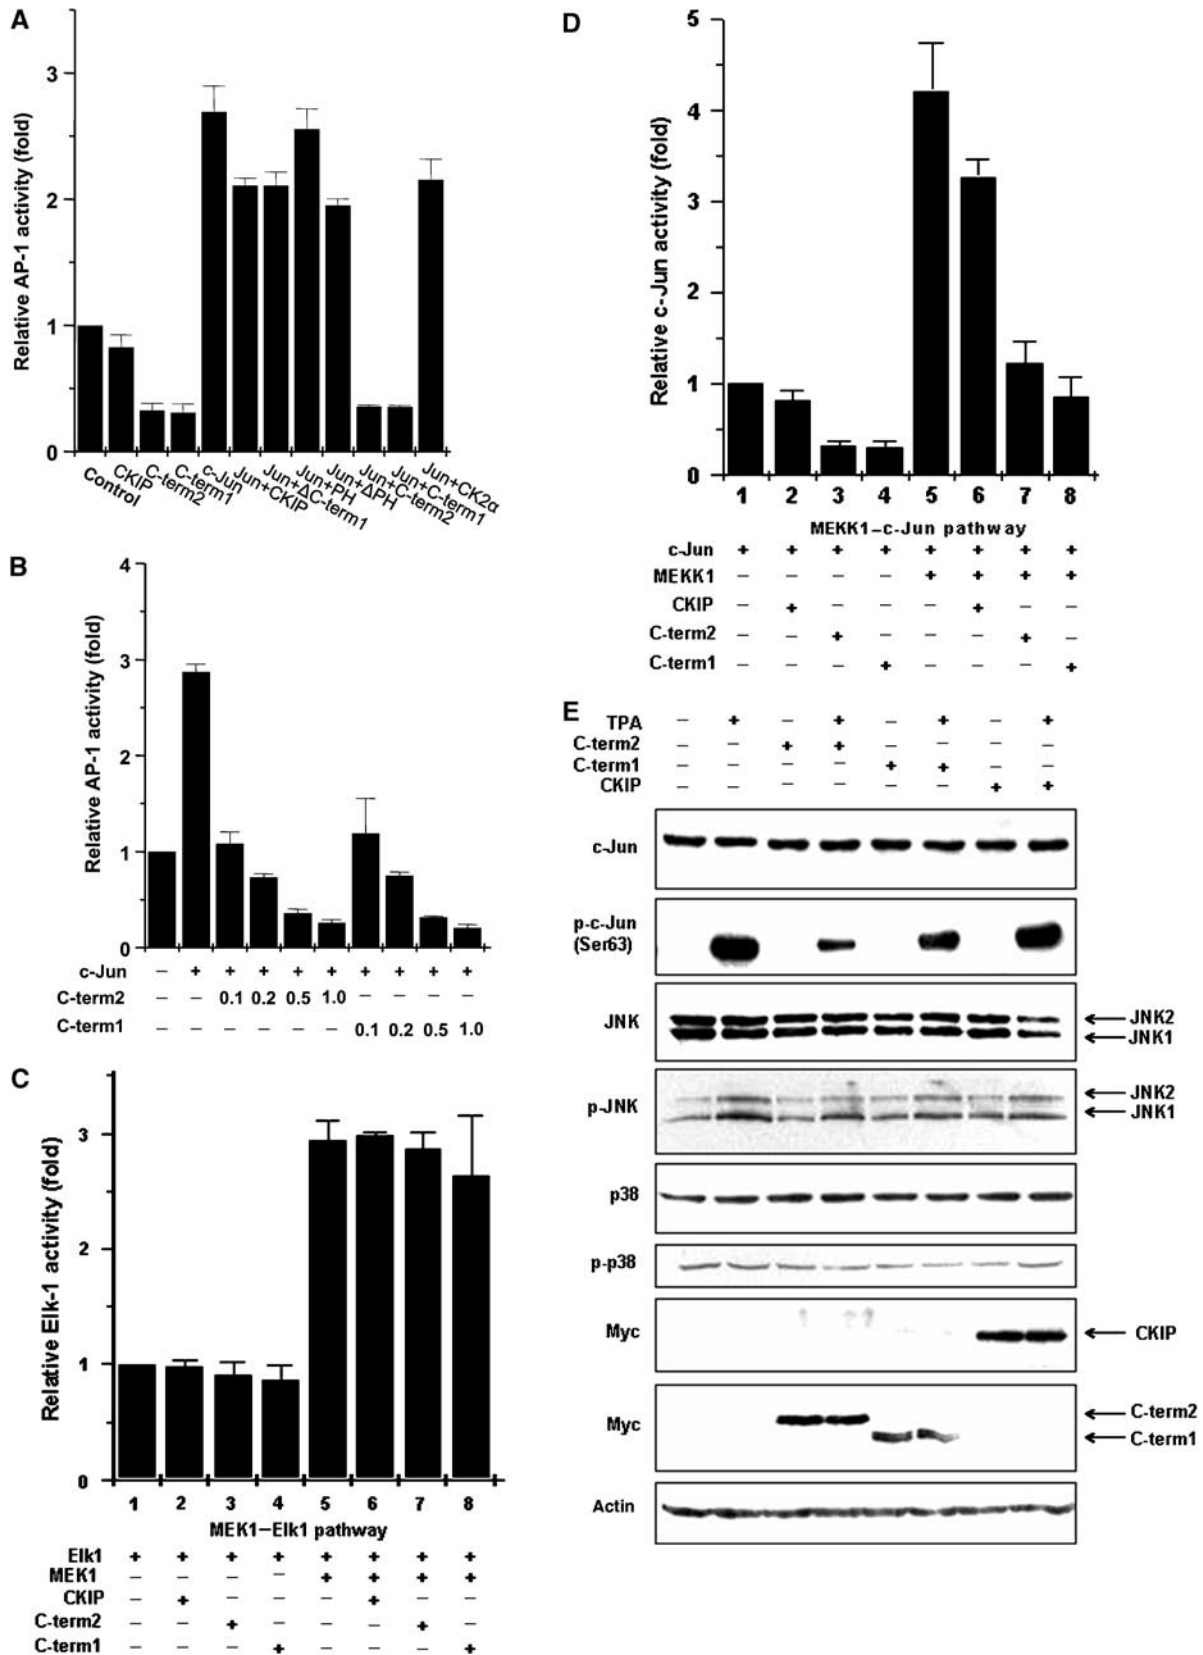 A
Relative AP-1 activity (fold)
3
2
1
0
Control
CKIP
C-term2
C-term1
c-Jun
Jun+CKIP
Jun+ΔC-term1
Jun+PH
Jun+ΔPH
Jun+C-term2
Jun+C-term1
Jun+CK2α
B
Relative AP-1 activity (fold)
4
3
2
1
0
c-Jun − + + + + + + + + +
C-term2 − − 0.1 0.2 0.5 1.0 − − − −
C-term1 − − − − − − 0.1 0.2 0.5 1.0
C
Relative Elk-1 activity (fold)
3
2
1
0
1 2 3 4 5 6 7 8
MEK1−Elk1 pathway
Elk1 + + + + + + + +
MEK1 − − − − + + + +
CKIP − + − − − + − −
C-term2 − − + − − − + −
C-term1 − − − + − − − +
D
Relative c-Jun activity (fold)
5
4
3
2
1
0
1 2 3 4 5 6 7 8
MEKK1−c-Jun pathway
c-Jun + + + + + + + +
MEKK1 − − − − + + + +
CKIP − + − − − + − −
C-term2 − − + − − − + −
C-term1 − − − + − − − +
E
TPA − + − + − + − +
C-term2 − − + + − − − −
C-term1 − − − − + + − −
CKIP − − − − − − + +
c-Jun
p-c-Jun
(Ser63)
JNK
JNK2
JNK1
p-JNK
JNK2
JNK1
p38
p-p38
Myc
CKIP
Myc
C-term2
C-term1
Actin